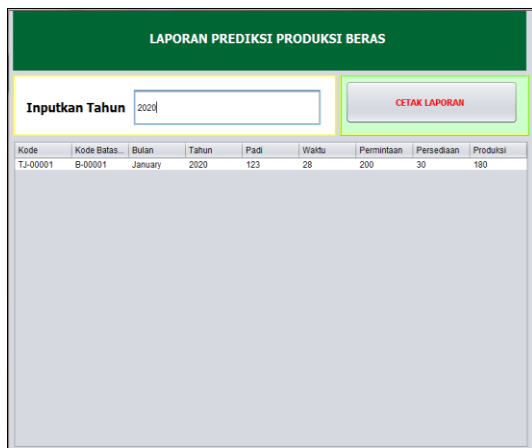 LAPORAN PREDIKSI PRODUKSI BERAS
Inputkan Tahun 2020 CETAK LAPORAN
Kode Kode Batas... Bulan Tahun Padi Waktu Permintaan Persediaan Produksi
TJ-00001 B-00001 January 2020 123 28 200 30 180